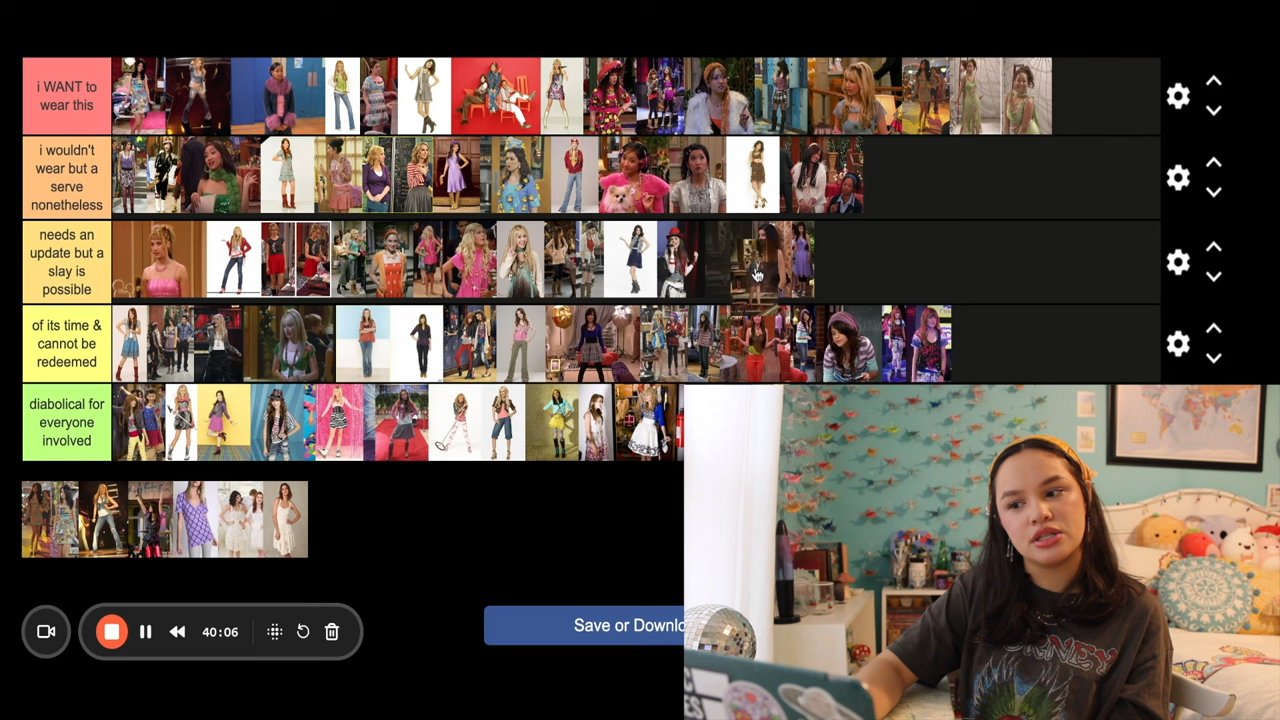 i WANT to
wear this
i wouldn't
wear but a
serve
nonetheless
needs an
update but a
slay is
possible
of its time &
cannot be
redeemed
diabolical for
everyone
involved
40:06
Save or Downlo